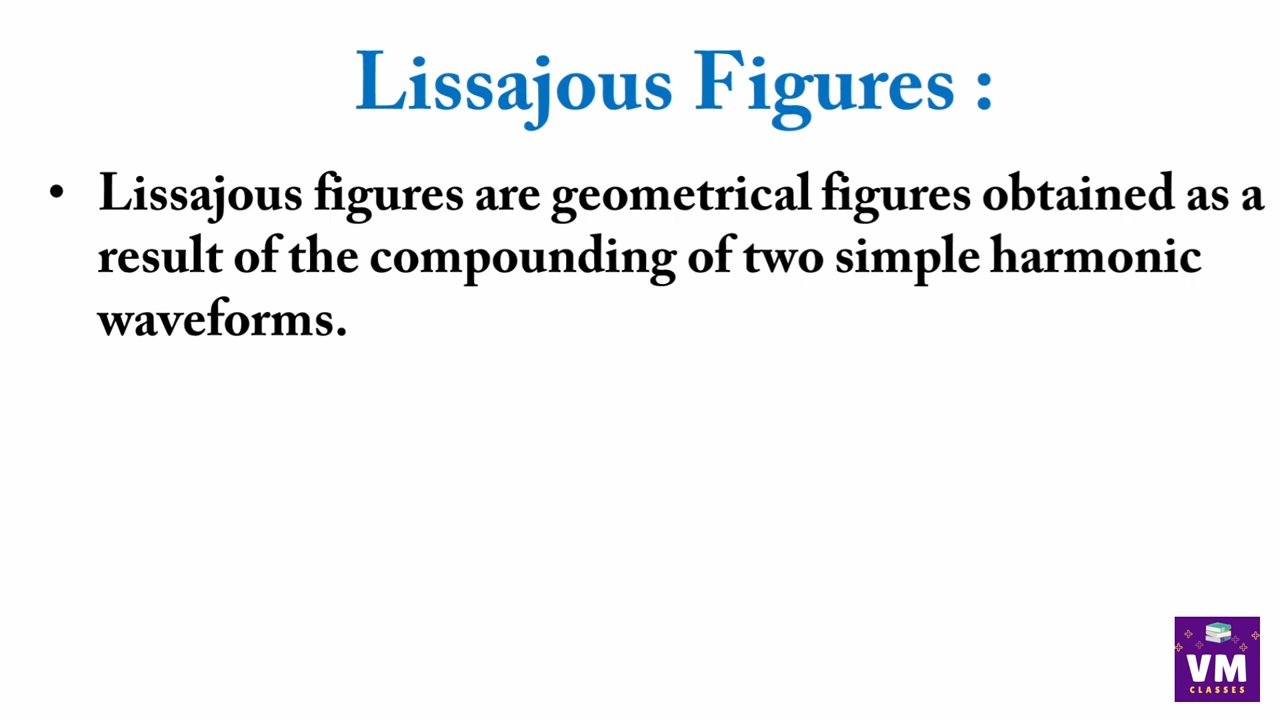 Lissajous Figures :
• Lissajous figures are geometrical figures obtained as a
result of the compounding of two simple harmonic
waveforms.
VM
CLASSES